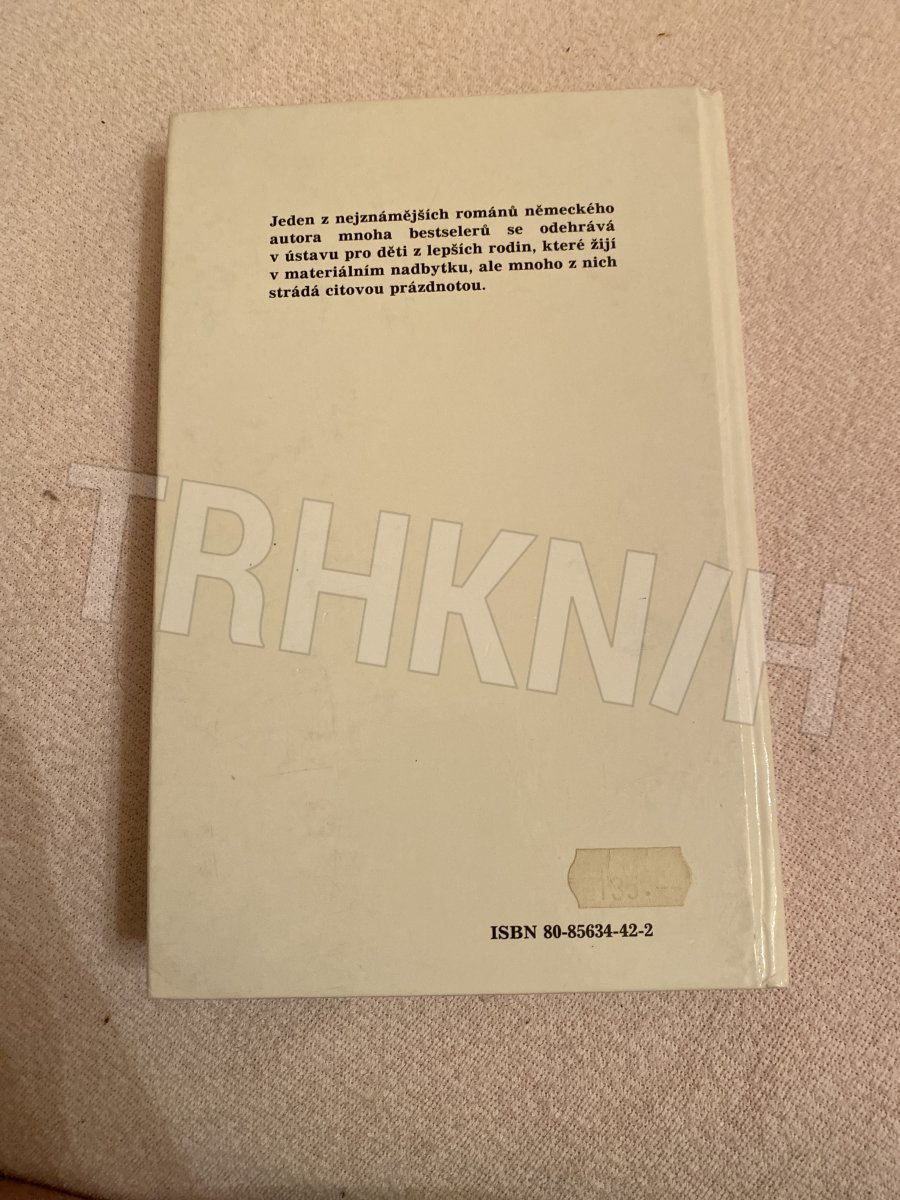 Jeden z nejznámějších románů německého
autora mnoha bestselerů se odehrává
v ústavu pro děti z lepších rodin, které žijí
v materiálním nadbytku, ale mnoho z nich
strádá citovou prázdnotou.
TRHKNIH
ISBN 80-85634-42-2